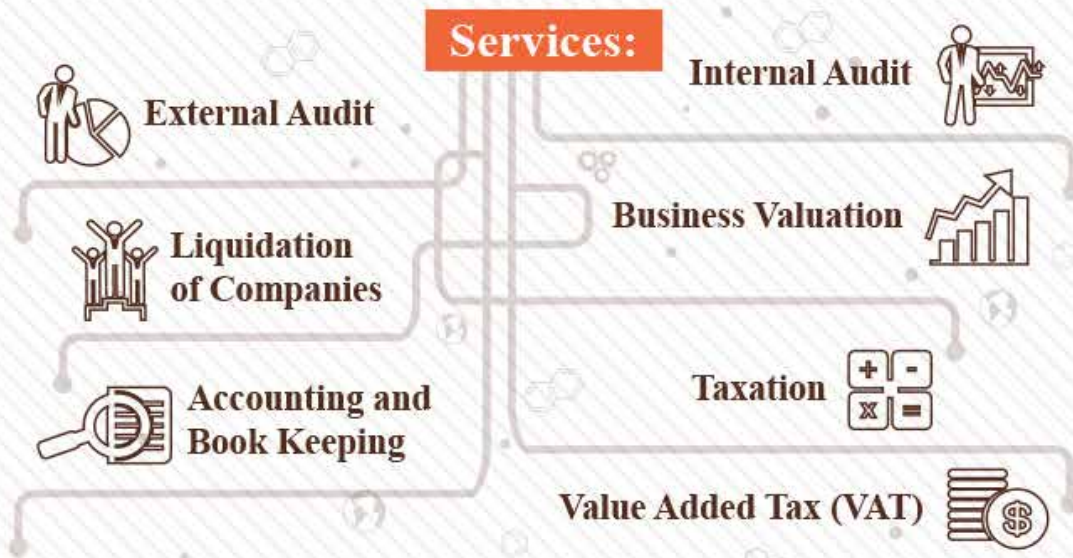 Services:
External Audit
Internal Audit
Liquidation
of Companies
Business Valuation
Accounting and
Book Keeping
Taxation
+ -
x =
Value Added Tax (VAT)
$